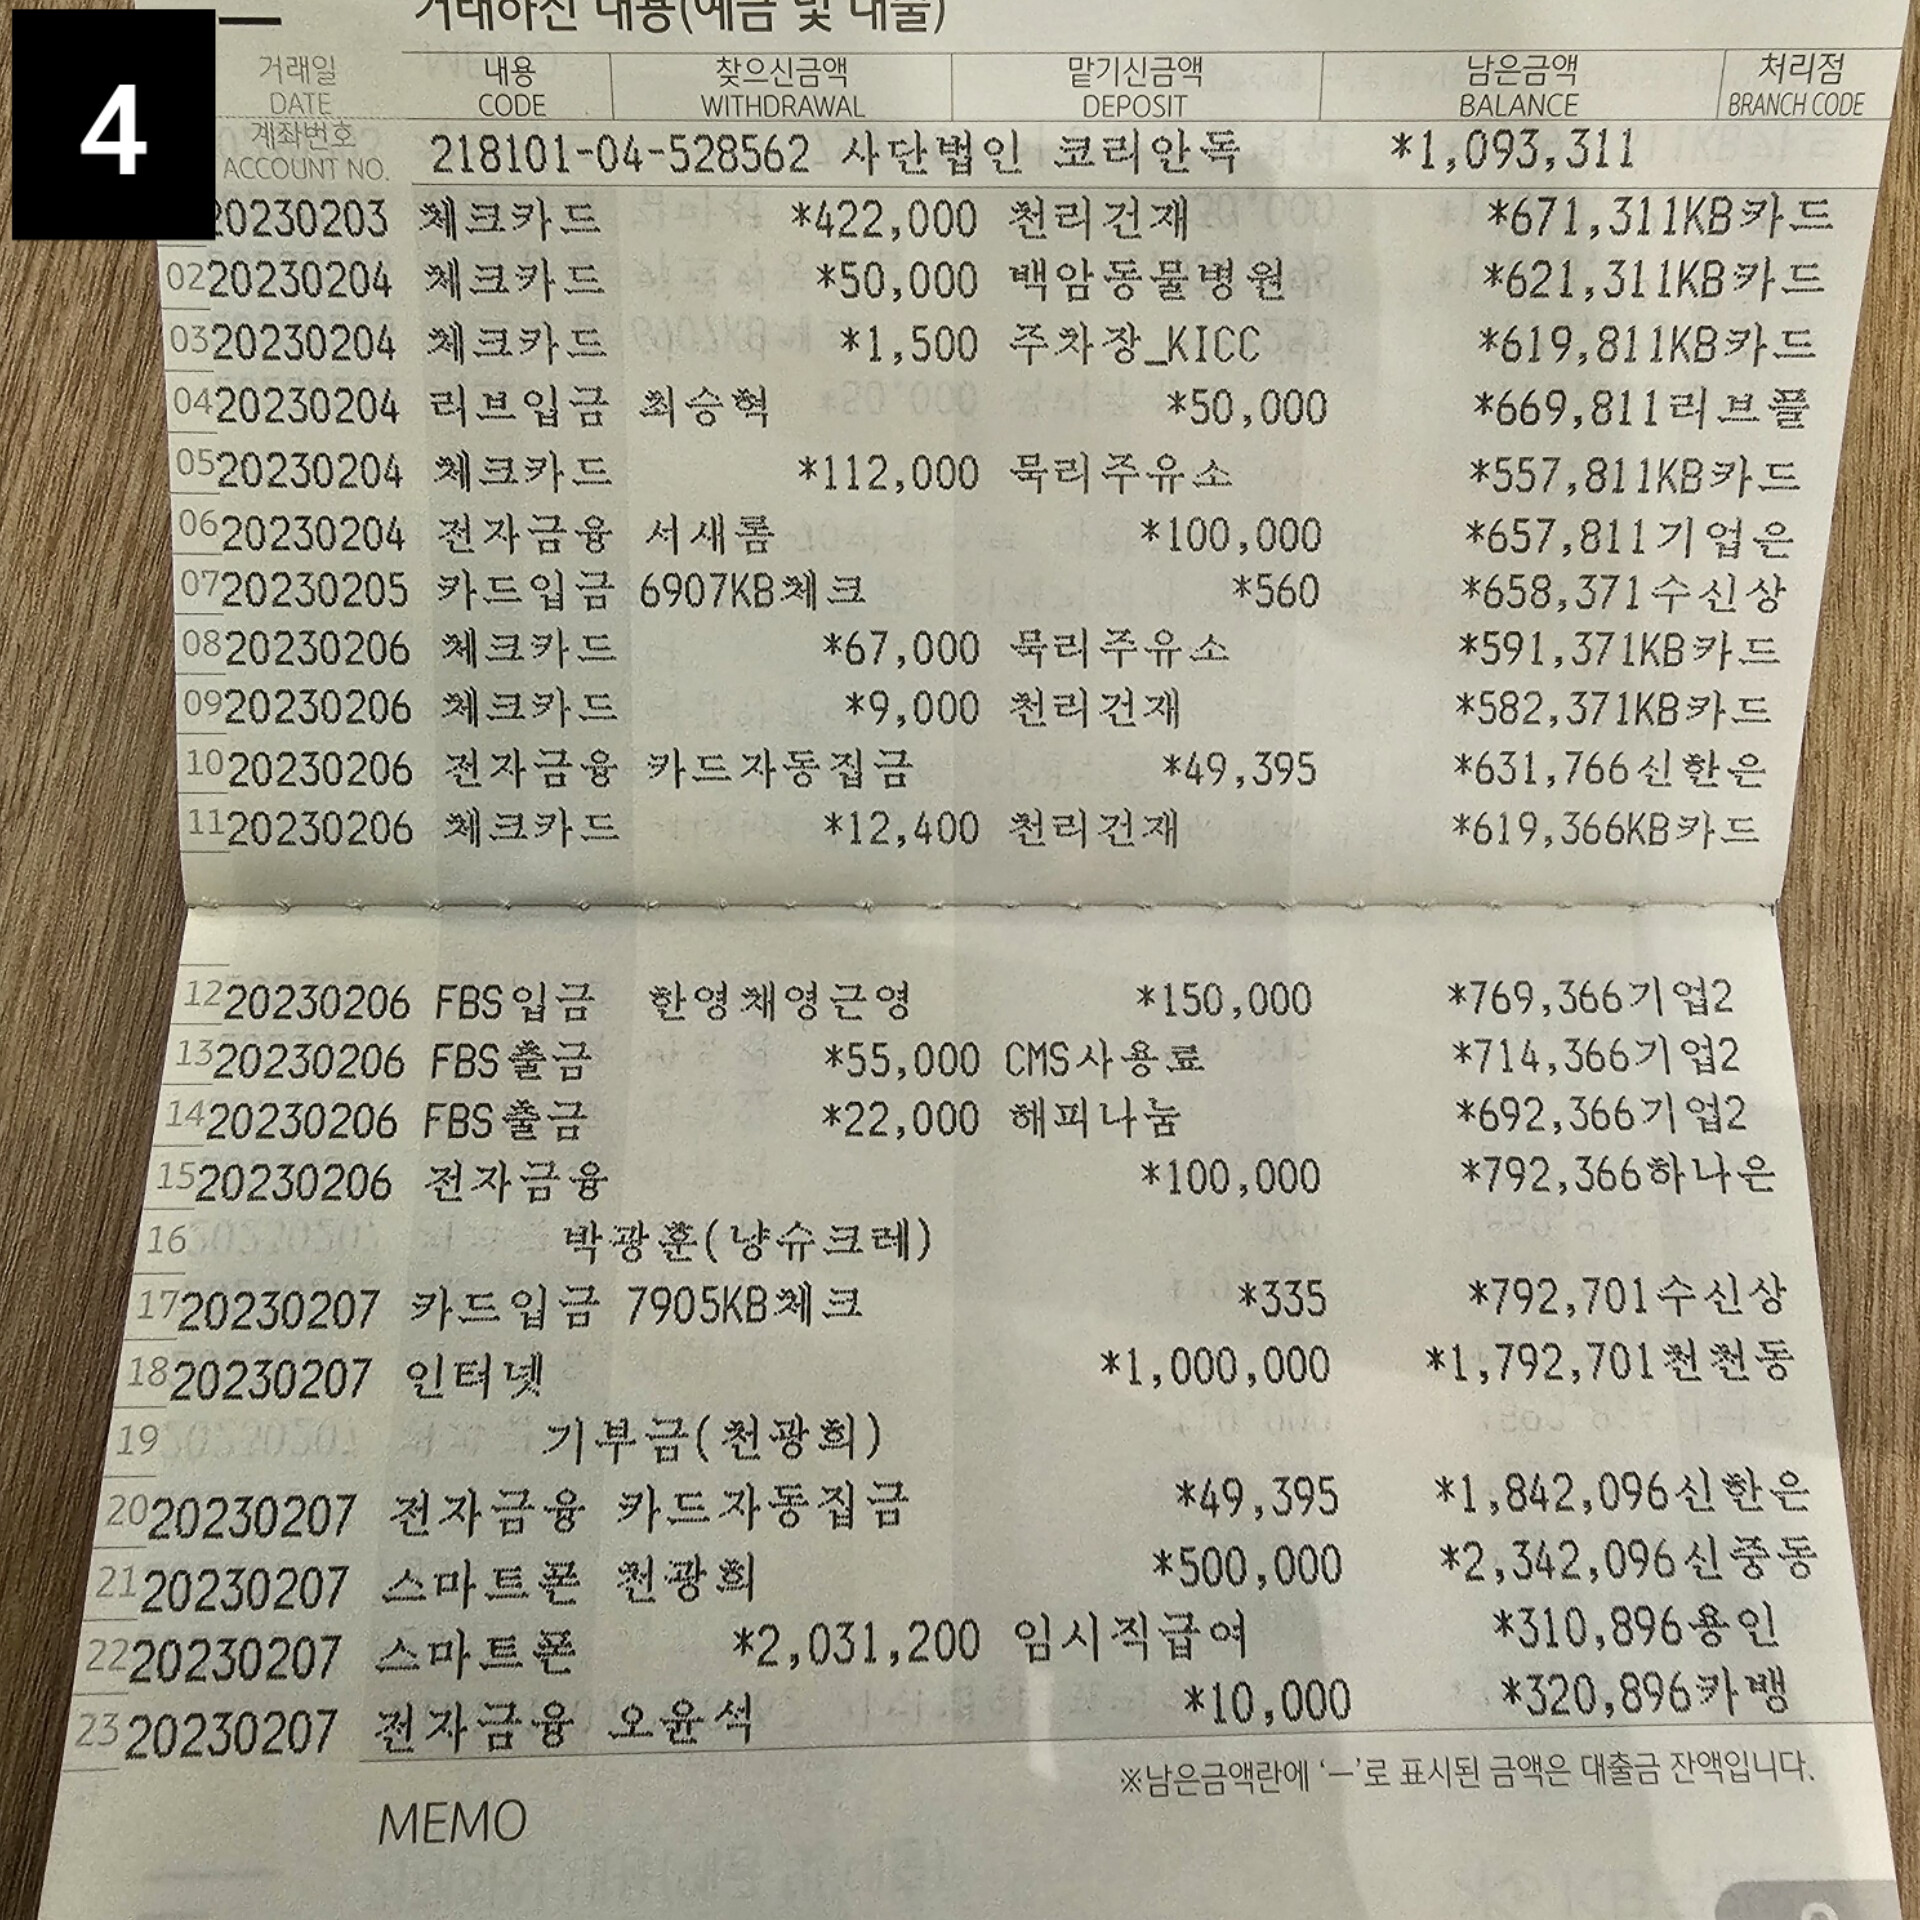 4
거래하신 내용(예금 및 대출)
거래일 내용 찾으신금액 맡기신금액 남은금액 처리점
DATE CODE WITHDRAWAL DEPOSIT BALANCE BRANCH CODE
계좌번호
ACCOUNT NO. 218101-04-528562 사단법인 코리안독 *1,093,311
20230203 체크카드 *422,000 천리건재 *671,311KB카드
02 20230204 체크카드 *50,000 백암동물병원 *621,311KB카드
03 20230204 체크카드 *1,500 주차장_KICC *619,811KB카드
04 20230204 리브입금 최승혁 *50,000 *669,811리브플
05 20230204 체크카드 *112,000 묵리주유소 *557,811KB카드
06 20230204 전자금융 서새롬 *100,000 *657,811기업은
07 20230205 카드입금 6907KB체크 *560 *658,371수신상
08 20230206 체크카드 *67,000 묵리주유소 *591,371KB카드
09 20230206 체크카드 *9,000 천리건재 *582,371KB카드
10 20230206 전자금융 카드자동집금 *49,395 *631,766신한은
11 20230206 체크카드 *12,400 천리건재 *619,366KB카드
12 20230206 FBS입금 한영채영근영 *150,000 *769,366기업2
13 20230206 FBS출금 *55,000 CMS사용료 *714,366기업2
14 20230206 FBS출금 *22,000 해피나눔 *692,366기업2
15 20230206 전자금융 *100,000 *792,366하나은
16 박광훈(냥슈크레)
17 20230207 카드입금 7905KB체크 *335 *792,701수신상
18 20230207 인터넷 *1,000,000 *1,792,701천천동
19 기부금(천광희)
20 20230207 전자금융 카드자동집금 *49,395 *1,842,096신한은
21 20230207 스마트폰 천광희 *500,000 *2,342,096신중동
22 20230207 스마트폰 *2,031,200 임시직급여 *310,896용인
23 20230207 전자금융 오윤석 *10,000 *320,896카뱅
※남은금액란에 ‘—’로 표시된 금액은 대출금 잔액입니다.
MEMO